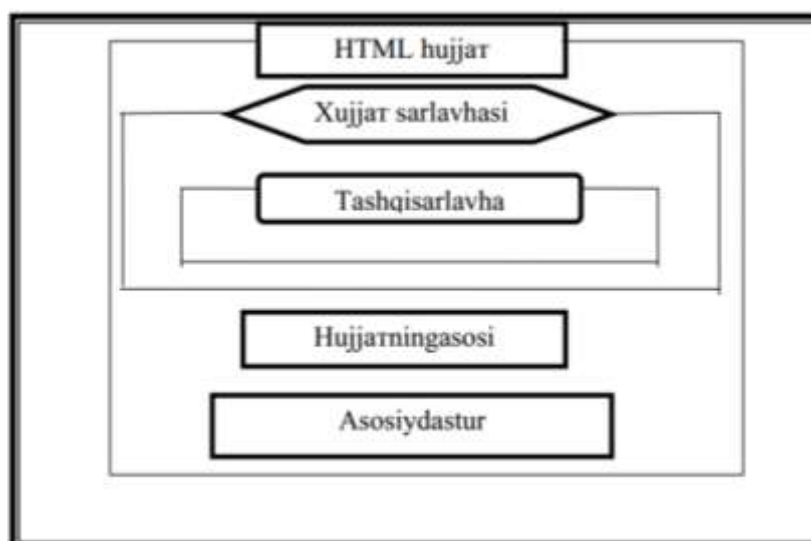 HTML hujjaт
Xujjaт sarlavhasi
Tashqisarlavha
Hujjaтningasosi
Asosiydastur